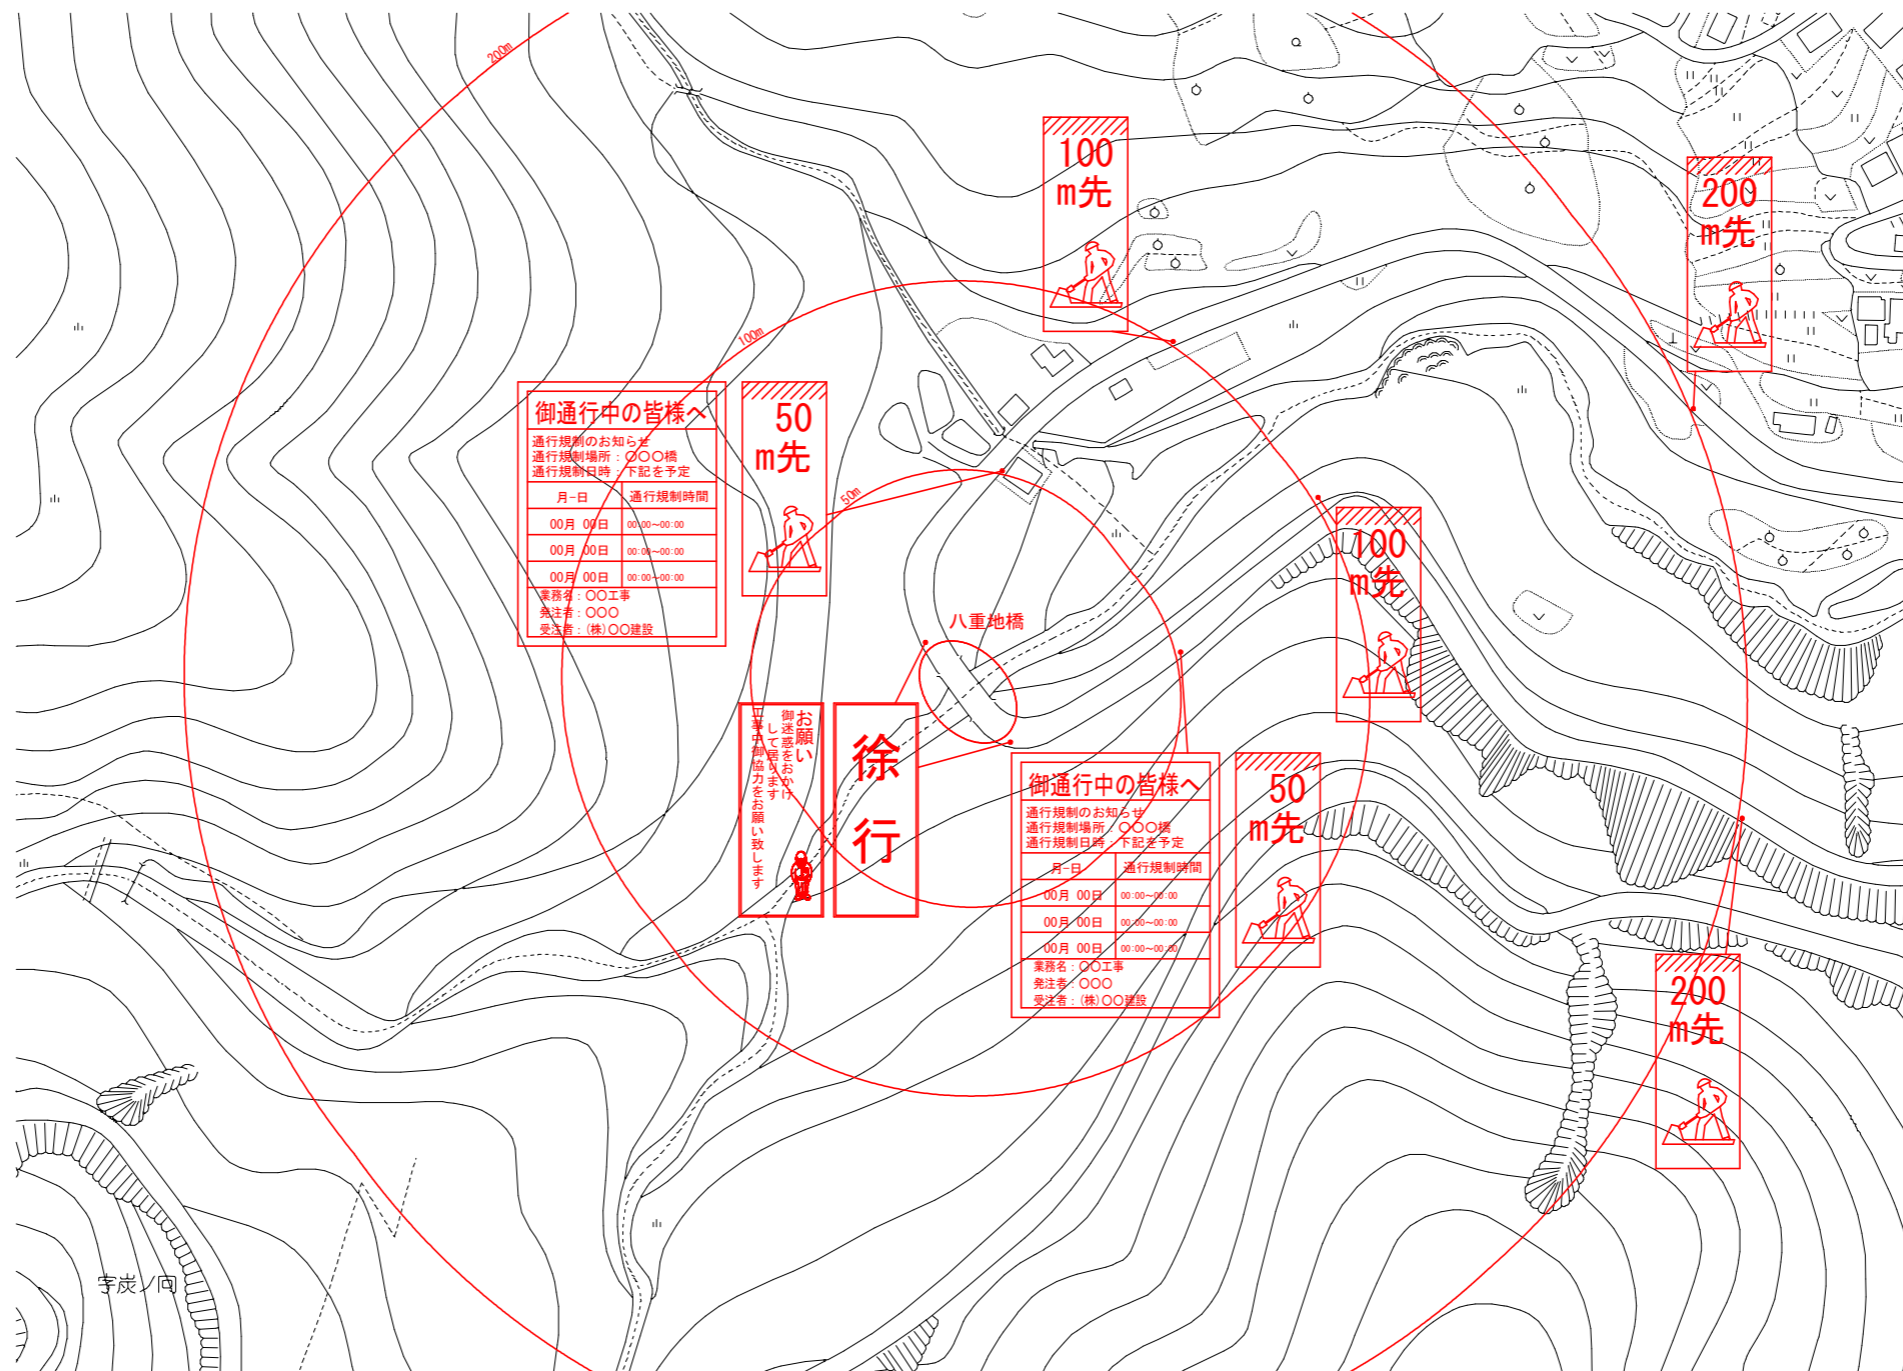 200m
100
m先
200
m先
100m
御通行中の皆様へ
通行規制のお知らせ
通行規制場所：〇〇〇橋
通行規制日時：下記を予定
月-日 通行規制時間
00月 00日 00:00~00:00
00月 00日 00:00~00:00
00月 00日 00:00~00:00
業務名：〇〇工事
発注者：〇〇〇
受注者：(株)〇〇建設
50
m先
50m
100
m先
八重地橋
お願い
御迷惑をおかけ
して居ります
工事中御協力をお願い致します
徐行
御通行中の皆様へ
通行規制のお知らせ
通行規制場所：〇〇〇橋
通行規制日時：下記を予定
月-日 通行規制時間
00月 00日 00:00~00:00
00月 00日 00:00~00:00
00月 00日 00:00~00:00
業務名：〇〇工事
発注者：〇〇〇
受注者：(株)〇〇建設
50
m先
200
m先
字炭ノ向